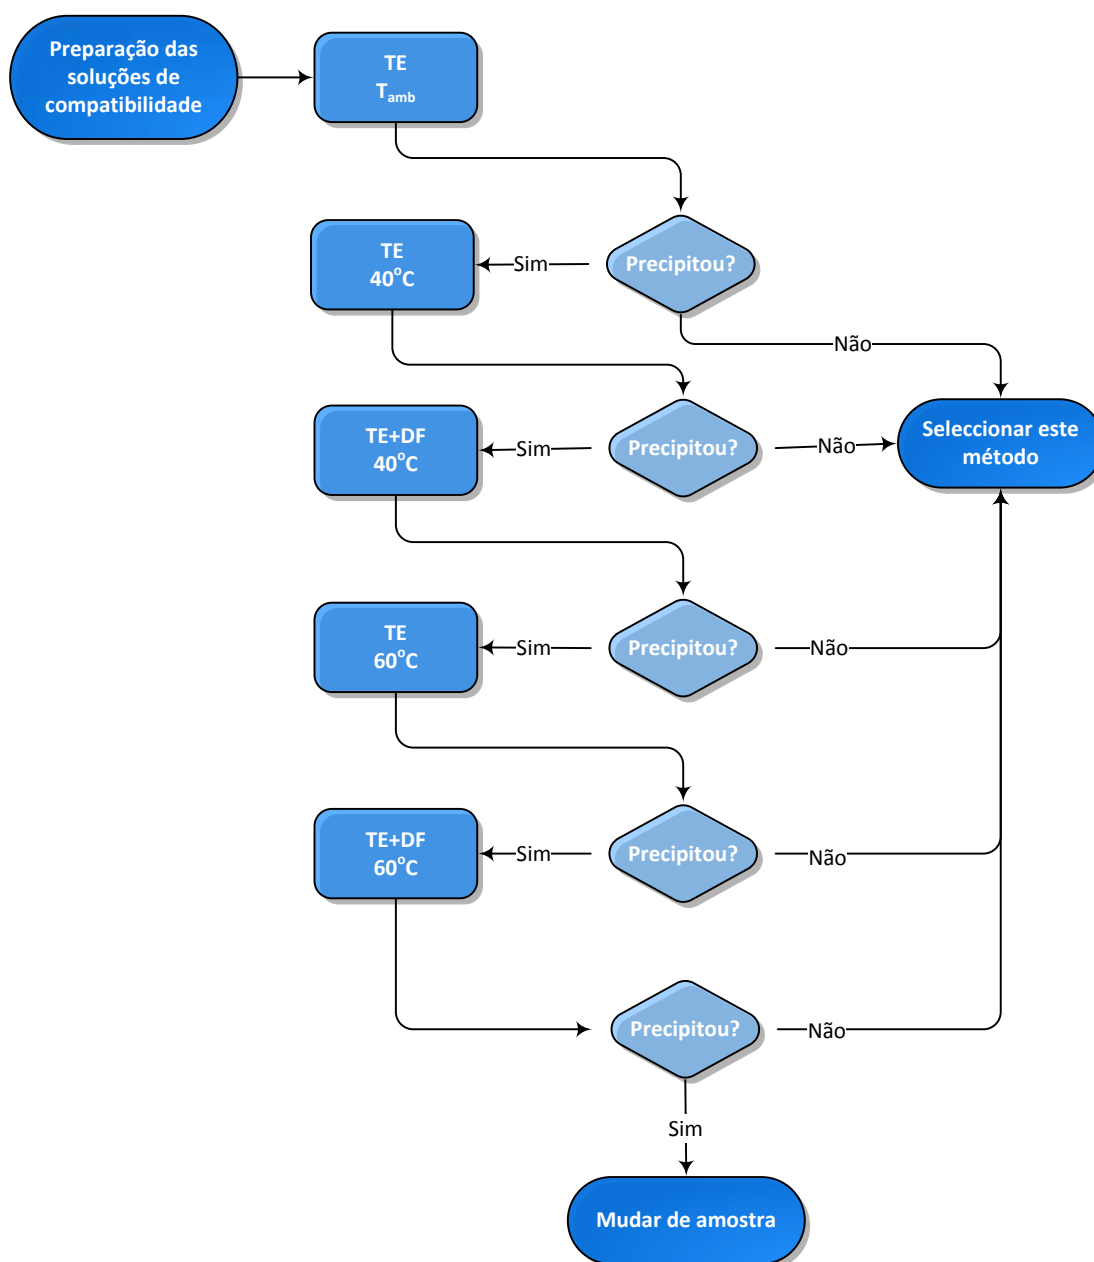 Preparação das
soluções de
compatibilidade
TE
Tamb
TE
40ºC
Sim
Precipitou?
Não
TE+DF
40ºC
Sim
Precipitou?
Não
Seleccionar este
método
TE
60ºC
Sim
Precipitou?
Não
TE+DF
60ºC
Sim
Precipitou?
Não
Precipitou?
Não
Sim
Mudar de amostra